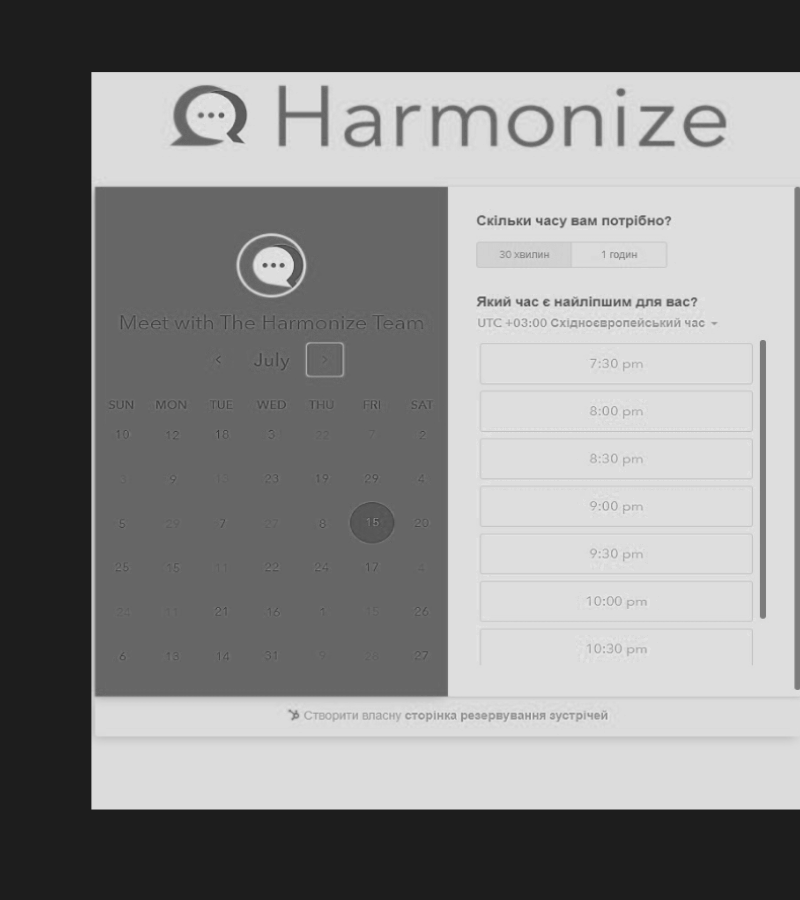 Harmonize
Meet with The Harmonize Team
July
SUN MON TUE WED THU FRI SAT
10 12 18 3 22 2
9 23 19 29 4
5 29 7 27 8 15 20
25 15 11 22 24 17 4
24 11 21 16 1 15 26
6 13 14 31 9 28 27
Скільки часу вам потрібно?
30 хвилин 1 годин
Який час є найліпшим для вас?
UTC +03:00 Східноєвропейський час
7:30 pm
8:00 pm
8:30 pm
9:00 pm
9:30 pm
10:00 pm
10:30 pm
Створити власну сторінка резервування зустрічей